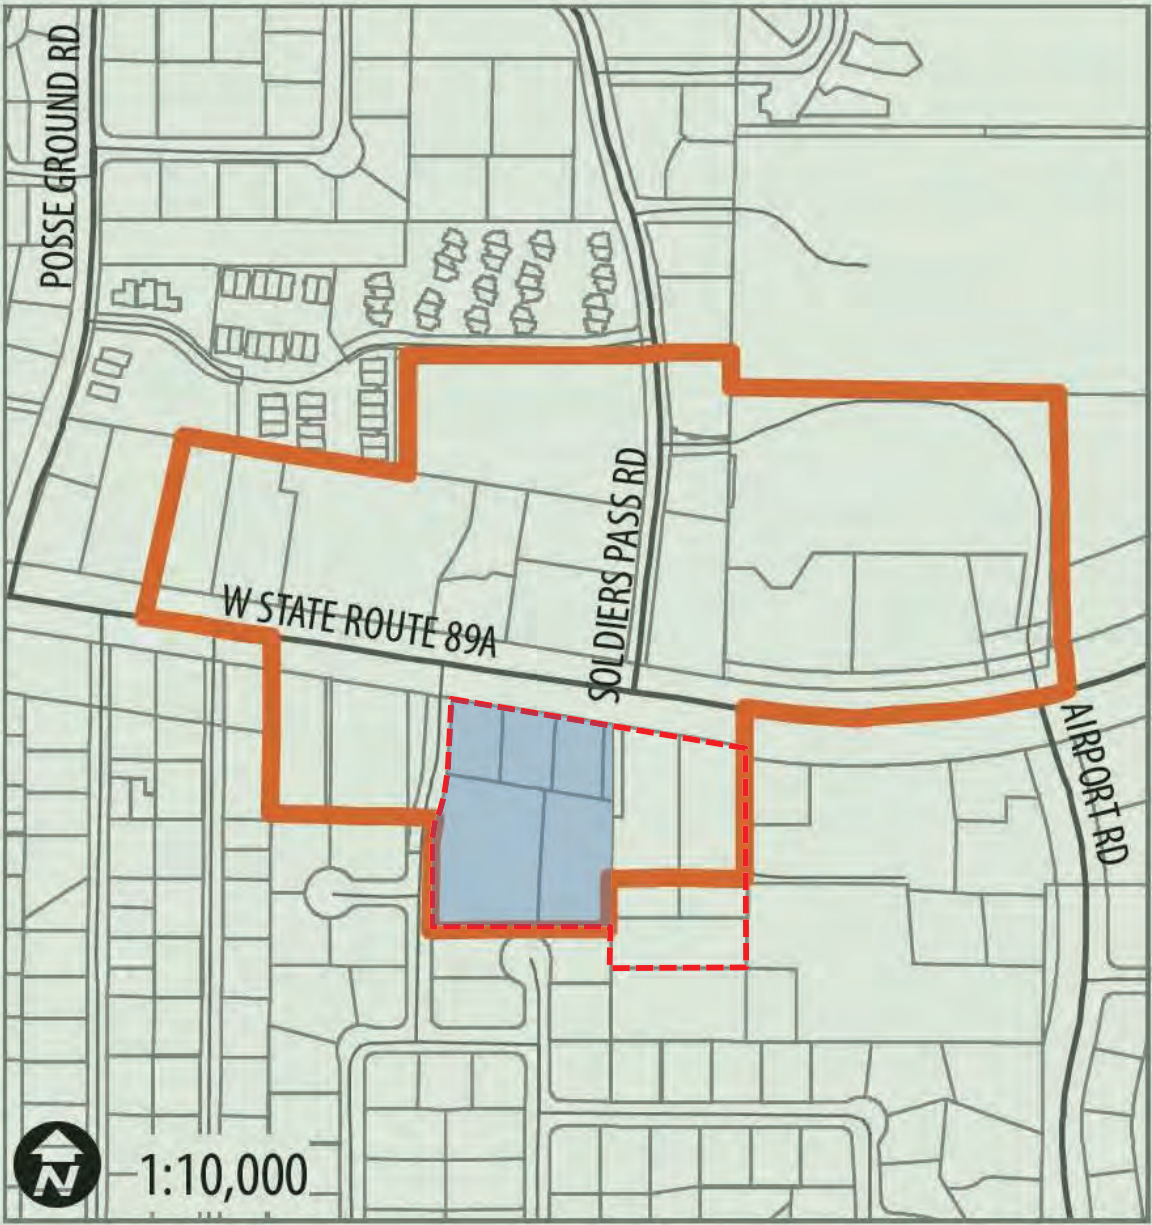 POSSE GROUND RD
SOLDIERS PASS RD
W STATE ROUTE 89A
AIRPORT RD
N
1:10,000